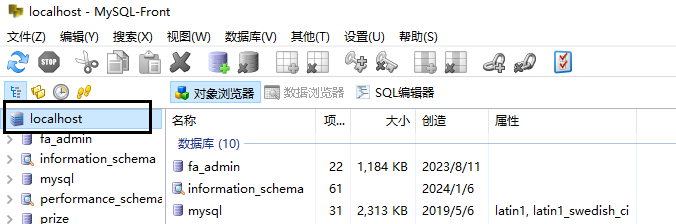 localhost - MySQL-Front
文件(Z) 编辑(Y) 搜索(X) 视图(W) 数据库(V) 其他(T) 设置(U) 帮助(S)
STOP
对象浏览器 数据浏览器 SQL编辑器
localhost
fa_admin
information_schema
mysql
performance_schema
prize
名称 项... 大小 创造 属性
数据库 (10)
fa_admin 22 1,184 KB 2023/8/11
information_schema 61 2024/1/6
mysql 31 2,313 KB 2019/5/6 latin1, latin1_swedish_ci